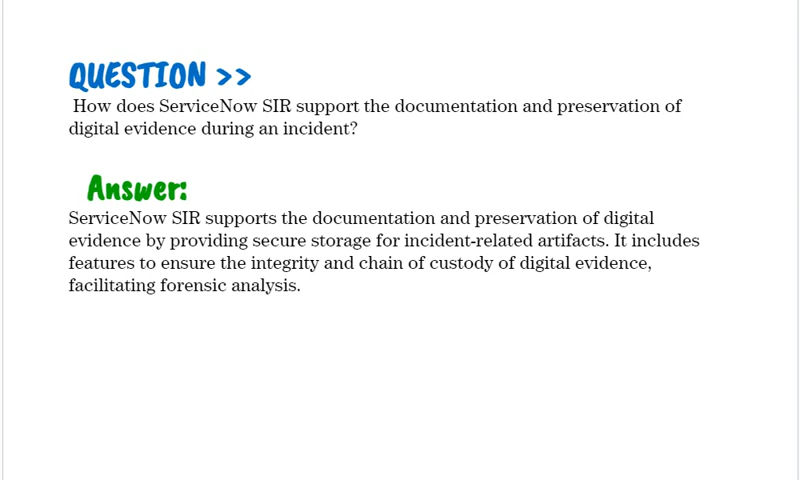 QUESTION >>
How does ServiceNow SIR support the documentation and preservation of
digital evidence during an incident?
Answer:
ServiceNow SIR supports the documentation and preservation of digital
evidence by providing secure storage for incident-related artifacts. It includes
features to ensure the integrity and chain of custody of digital evidence,
facilitating forensic analysis.